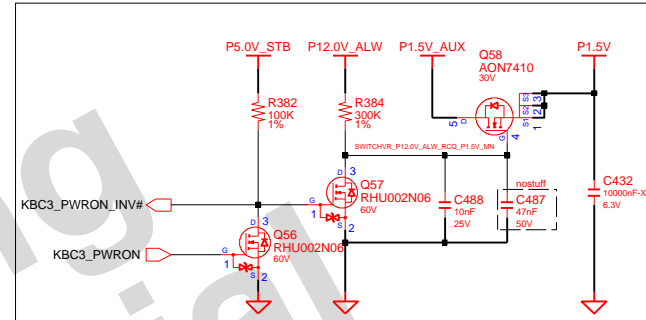 P5.0V_STB
P12.0V_ALW
P1.5V_AUX
Q58
AON7410
30V
P1.5V
R382
100K
1%
R384
300K
1%
5
D
G
4
S3
S2
S1
3
2
1
SWITCHVR_P12.0V_ALW_RCQ_P1.5V_MN
D
3
Q57
RHU002N06
60V
G
1
S
2
nostuff
C488
10nF
25V
C487
47nF
50V
C432
10000nF-X
6.3V
KBC3_PWRON_INV#
D
3
Q56
RHU002N06
60V
KBC3_PWRON
G
1
S
2
ng
ial